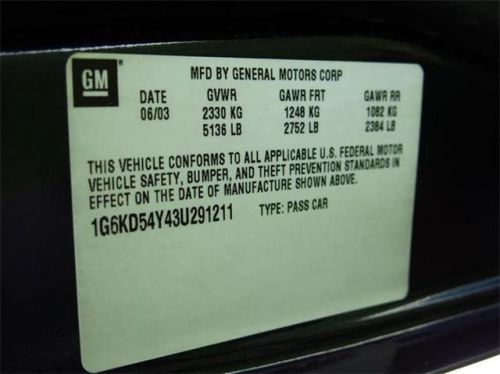 GM
MFD BY GENERAL MOTORS CORP
DATE GVWR GAWR FRT GAWR RR
06/03 2330 KG 1248 KG 1082 KG
5136 LB 2752 LB 2384 LB
THIS VEHICLE CONFORMS TO ALL APPLICABLE U.S. FEDERAL MOTOR
VEHICLE SAFETY, BUMPER, AND THEFT PREVENTION STANDARDS IN
EFFECT ON THE DATE OF MANUFACTURE SHOWN ABOVE.
1G6KD54Y43U291211 TYPE: PASS CAR